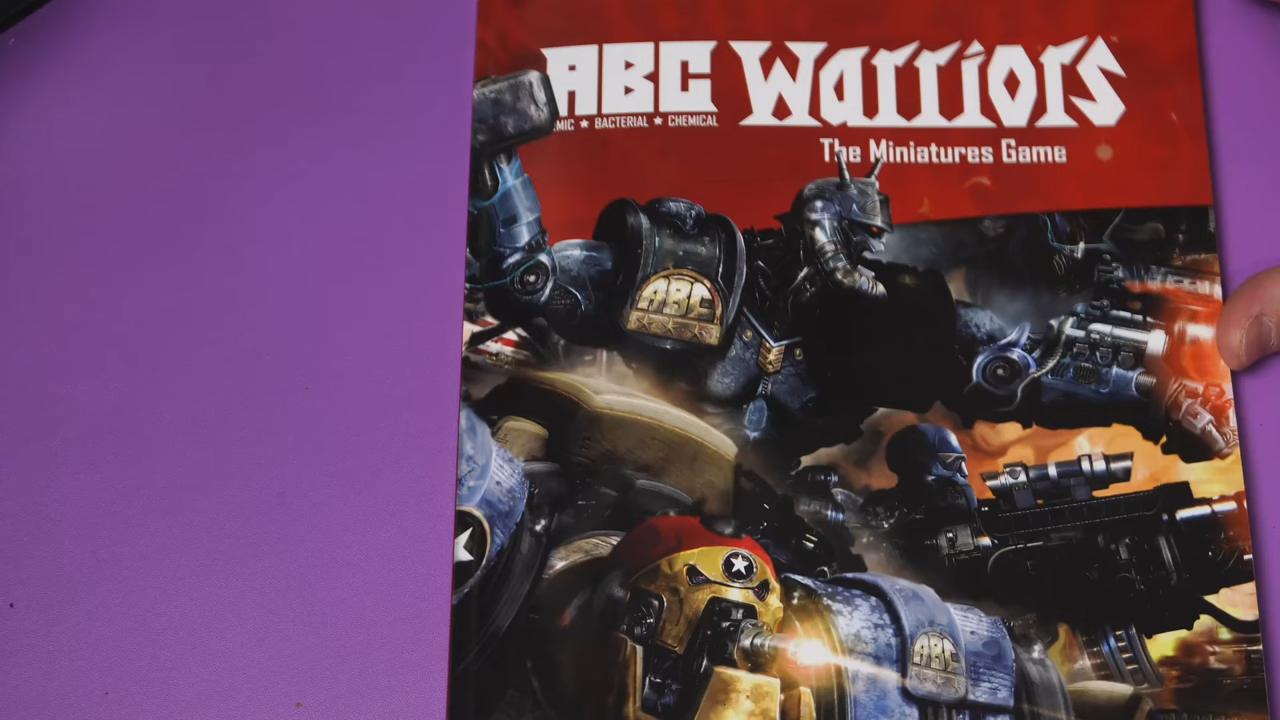 ABC Warriors
★ BACTERIAL ★ CHEMICAL
The Miniatures Game
ABC
ABC